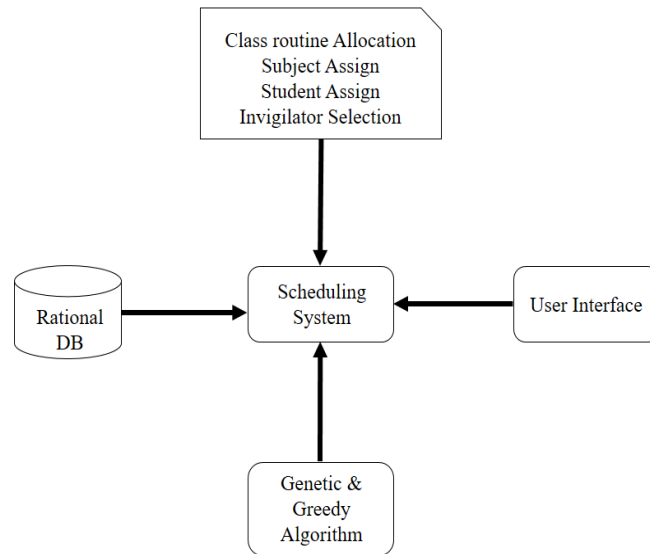 Class routine Allocation
Subject Assign
Student Assign
Invigilator Selection
Rational
DB
Scheduling
System
User Interface
Genetic &
Greedy
Algorithm